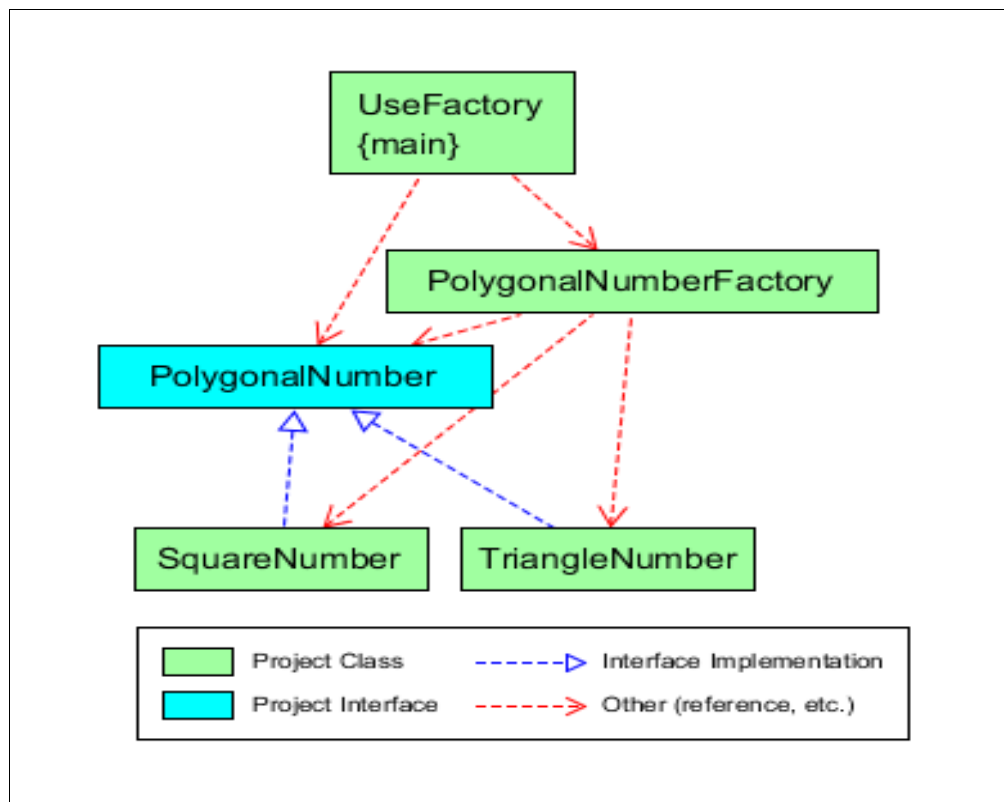 UseFactory
{main}
PolygonalNumberFactory
PolygonalNumber
SquareNumber
TriangleNumber
Project Class
Interface Implementation
Project Interface
Other (reference, etc.)